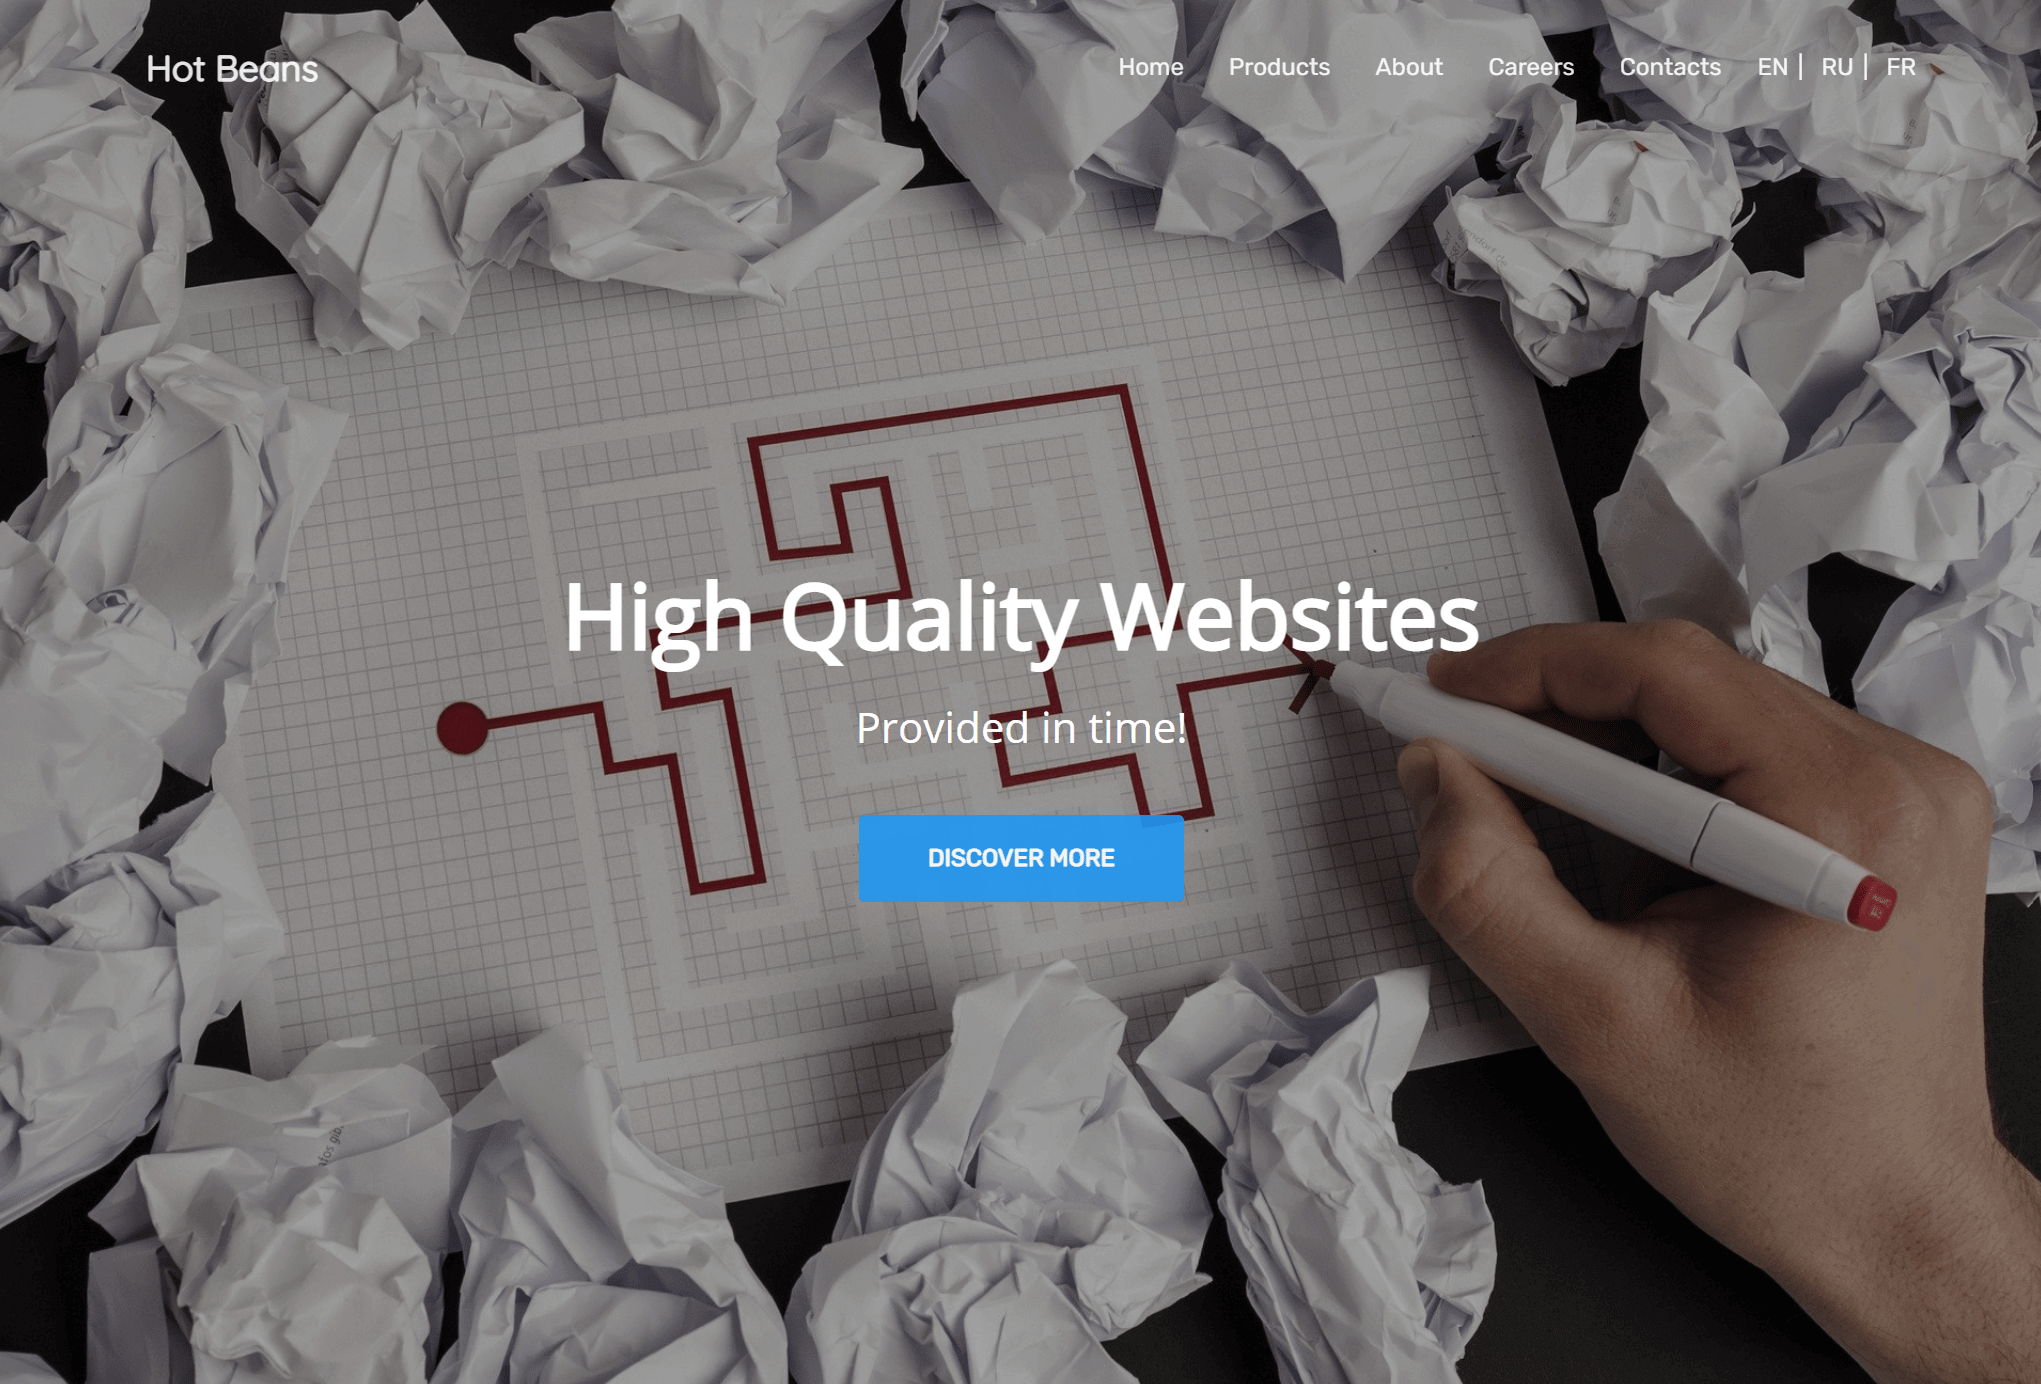 Hot Beans
Home Products About Careers Contacts EN | RU | FR
High Quality Websites
Provided in time!
DISCOVER MORE